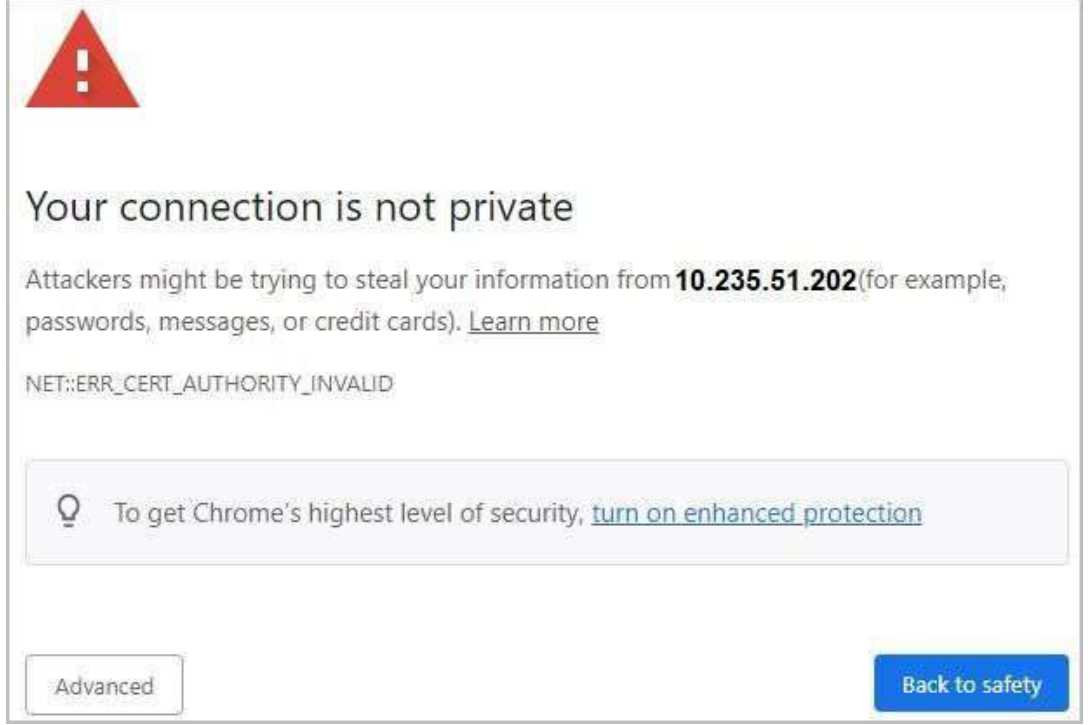 Your connection is not private
Attackers might be trying to steal your information from 10.235.51.202(for example,
passwords, messages, or credit cards). Learn more
NET::ERR_CERT_AUTHORITY_INVALID
To get Chrome's highest level of security, turn on enhanced protection
Advanced
Back to safety